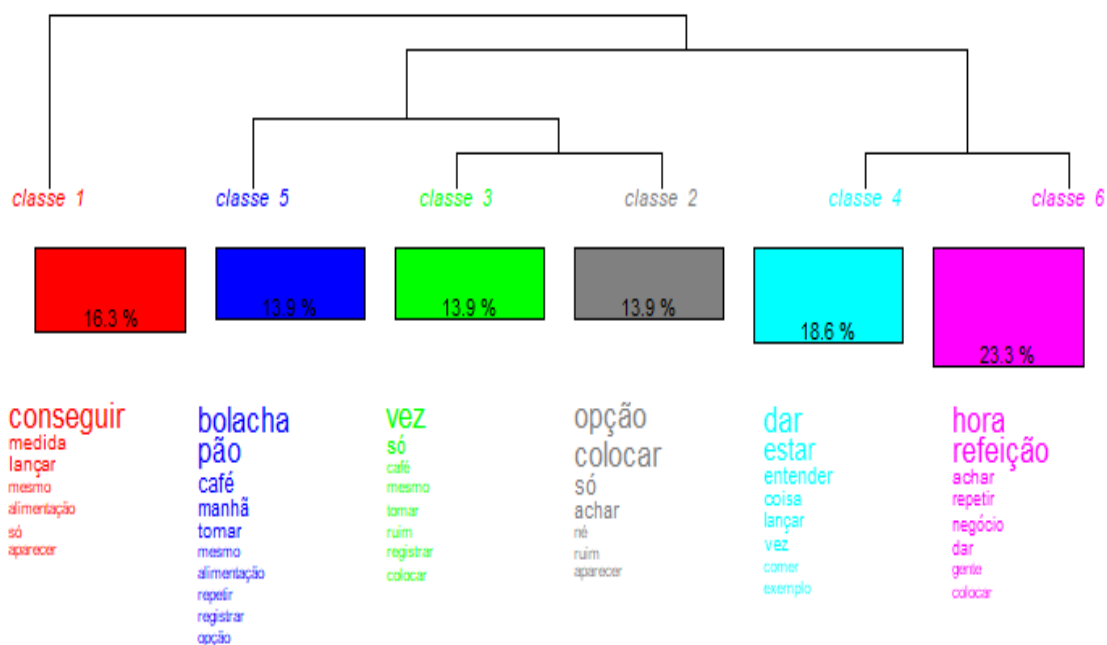 classe 1
classe 5
classe 3
classe 2
classe 4
classe 6
16.3 %
13.9 %
13.9 %
13.9 %
18.6 %
23.3 %
conseguir
medida
lançar
mesmo
alimentação
só
aparecer
bolacha
pão
café
manhã
tomar
mesmo
alimentação
repetir
registrar
opção
vez
só
café
mesmo
tomar
ruim
registrar
colocar
opção
colocar
só
achar
né
ruim
aparecer
dar
estar
entender
coisa
lançar
vez
comer
exemplo
hora
refeição
achar
repetir
negócio
dar
gente
colocar